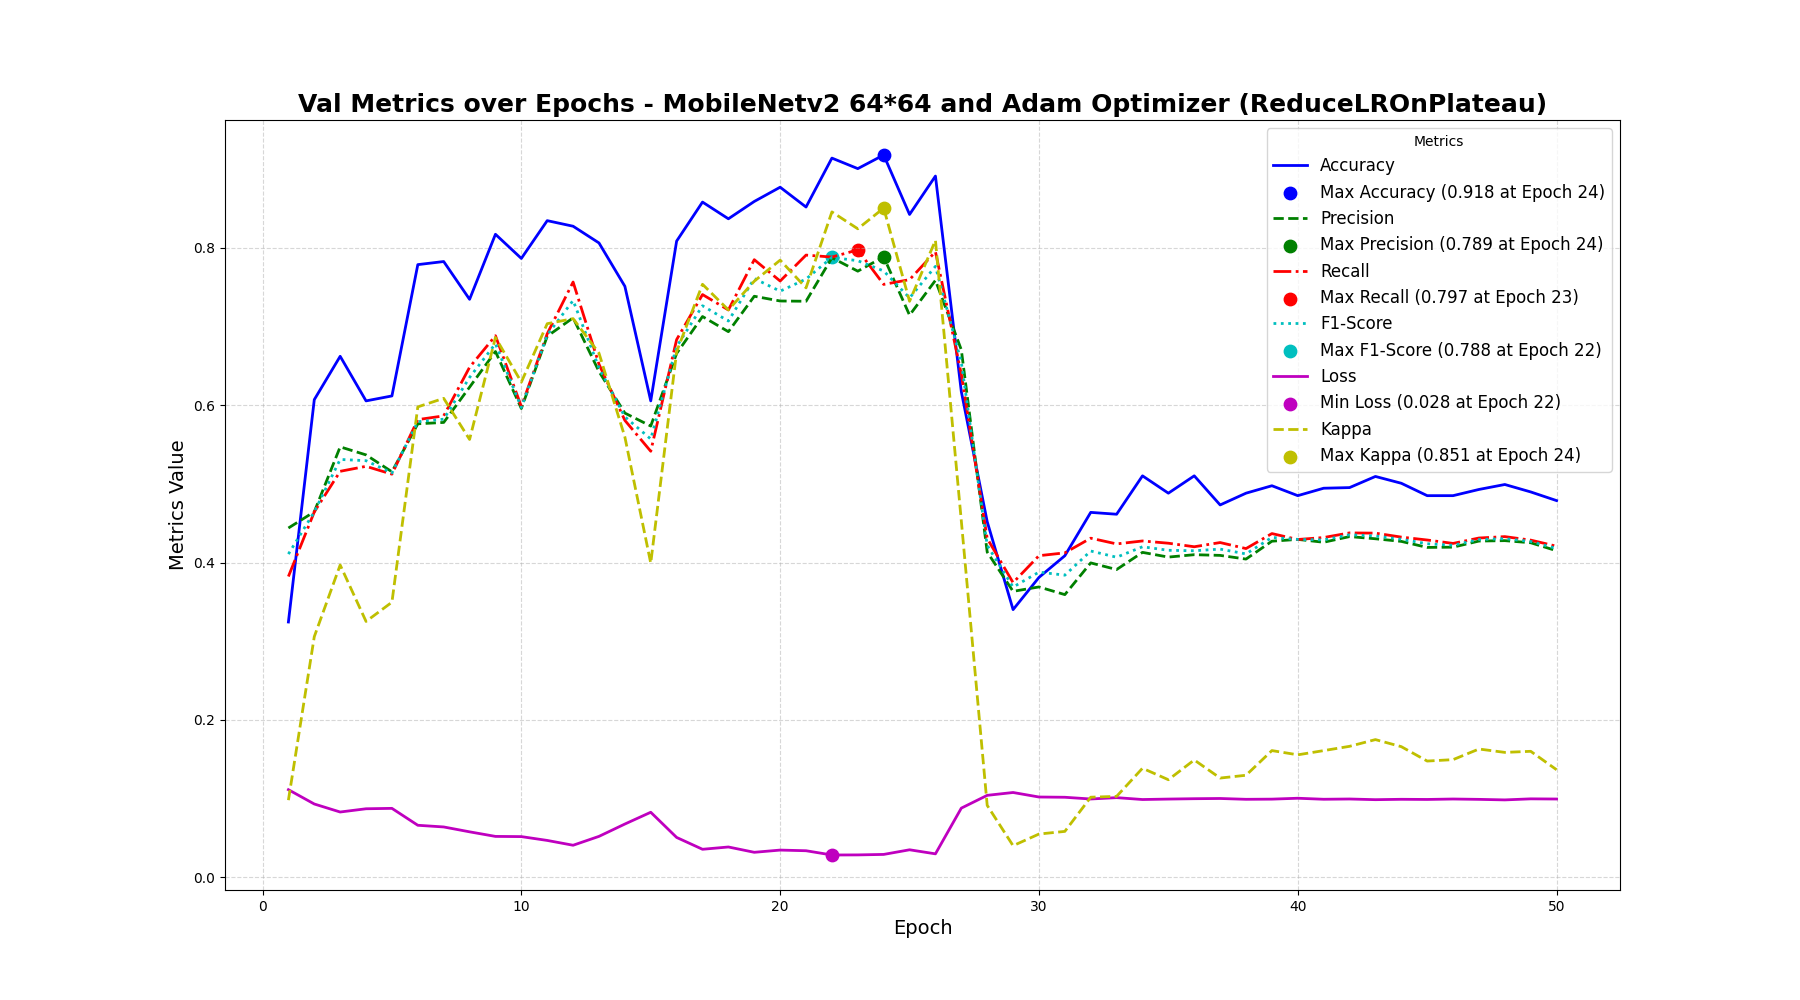 Val Metrics over Epochs - MobileNetv2 64*64 and Adam Optimizer (ReduceLROnPlateau)
Metrics
Accuracy
Max Accuracy (0.918 at Epoch 24)
Precision
Max Precision (0.789 at Epoch 24)
Recall
Max Recall (0.797 at Epoch 23)
F1-Score
Max F1-Score (0.788 at Epoch 22)
Loss
Min Loss (0.028 at Epoch 22)
Kappa
Max Kappa (0.851 at Epoch 24)
Metrics Value
0.8
0.6
0.4
0.2
0.0
0
10
20
30
40
50
Epoch